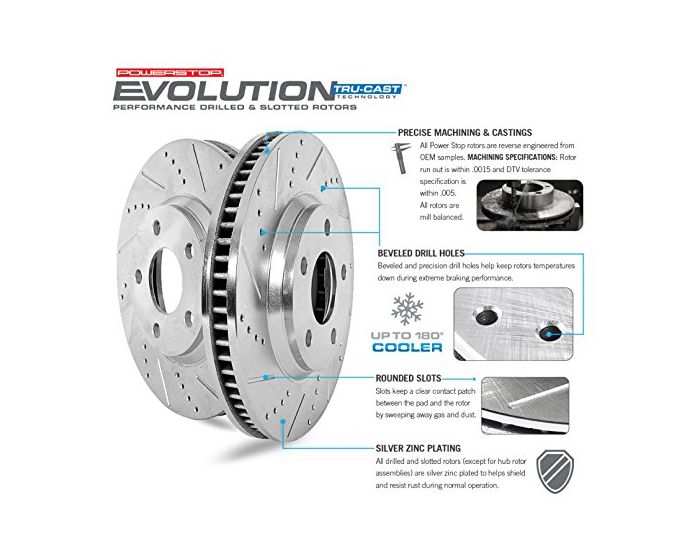 POWERSTOP
EVOLUTION TRU-CAST™
TECHNOLOGY
PERFORMANCE DRILLED & SLOTTED ROTORS
PRECISE MACHINING & CASTINGS
All Power Stop rotors are reverse engineered from
OEM samples. MACHINING SPECIFICATIONS: Rotor
run out is within .0015 and DTV tolerance
specification is
within .005.
All rotors are
mill balanced.
BEVELED DRILL HOLES
Beveled and precision drill holes help keep rotors temperatures
down during extreme braking performance.
UP TO 180°
COOLER
ROUNDED SLOTS
Slots keep a clear contact patch
between the pad and the rotor
by sweeping away gas and dust.
SILVER ZINC PLATING
All drilled and slotted rotors (except for hub rotor
assemblies) are silver zinc plated to helps shield
and resist rust during normal operation.